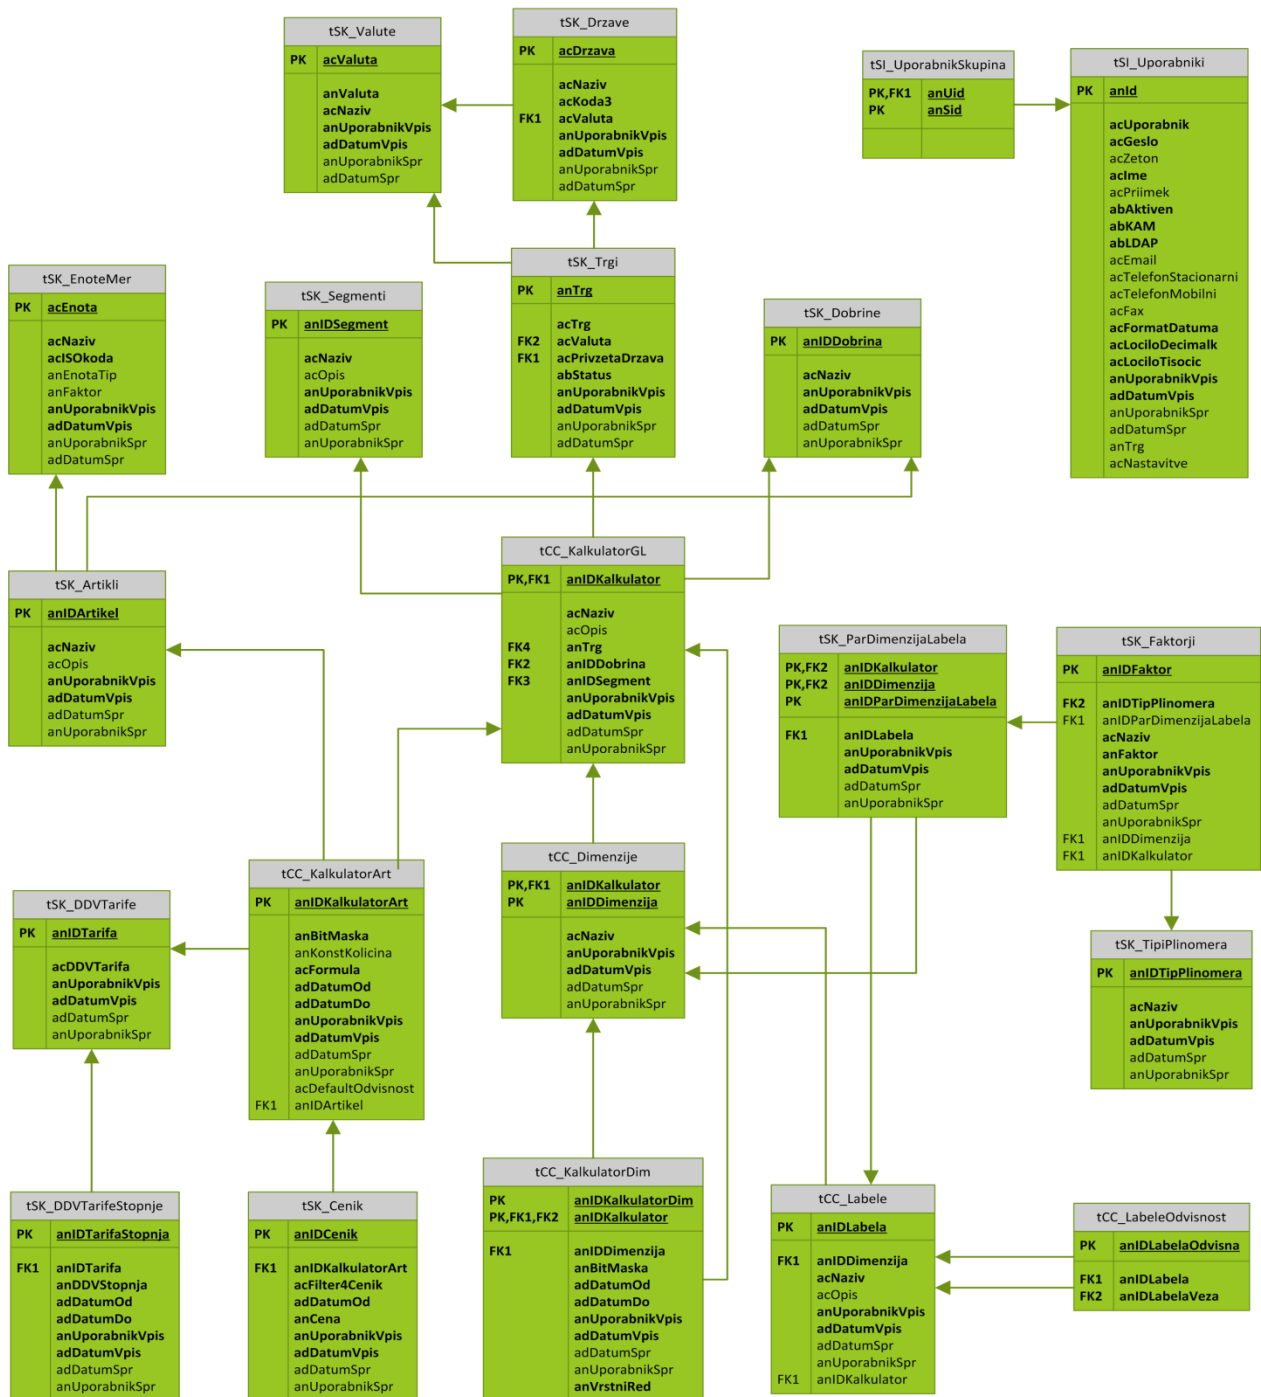 tSK_Valute
PK acValuta
anValuta
acNaziv
anUporabnikVpis
adDatumVpis
anUporabnikSpr
adDatumSpr
tSK_Drzave
PK acDrzava
acNaziv
acKoda3
FK1 acValuta
anUporabnikVpis
adDatumVpis
anUporabnikSpr
adDatumSpr
tSI_UporabnikSkupina
PK,FK1 anUid
PK anSid
tSI_Uporabniki
PK anId
acUporabnik
acGeslo
acZeton
acIme
acPriimek
abAktiven
abKAM
abLDAP
acEmail
acTelefonStacionarni
acTelefonMobilni
acFax
acFormatDatuma
acLociloDecimalk
acLociloTisocic
anUporabnikVpis
adDatumVpis
anUporabnikSpr
adDatumSpr
anTrg
acNastavitve
tSK_EnoteMer
PK acEnota
acNaziv
acISOkoda
anEnotaTip
anFaktor
anUporabnikVpis
adDatumVpis
anUporabnikSpr
adDatumSpr
tSK_Segmenti
PK anIDSegment
acNaziv
acOpis
anUporabnikVpis
adDatumVpis
adDatumSpr
anUporabnikSpr
tSK_Trgi
PK anTrg
acTrg
FK2 acValuta
FK1 acPrivzetaDrzava
abStatus
anUporabnikVpis
adDatumVpis
anUporabnikSpr
adDatumSpr
tSK_Dobrine
PK anIDDobrina
acNaziv
anUporabnikVpis
adDatumVpis
adDatumSpr
anUporabnikSpr
tSK_Artikli
PK anIDArtikel
acNaziv
acOpis
anUporabnikVpis
adDatumVpis
adDatumSpr
anUporabnikSpr
tCC_KalkulatorGL
PK,FK1 anIDKalkulator
acNaziv
acOpis
FK4 anTrg
FK2 anIDDobrina
FK3 anIDSegment
anUporabnikVpis
adDatumVpis
adDatumSpr
anUporabnikSpr
tSK_ParDimenzijaLabela
PK,FK2 anIDKalkulator
PK,FK2 anIDDimenzija
PK anIDParDimenzijaLabela
FK1 anIDLabela
anUporabnikVpis
adDatumVpis
adDatumSpr
anUporabnikSpr
tSK_Faktorji
PK anIDFaktor
FK2 anIDTipPlinomera
FK1 anIDParDimenzijaLabela
acNaziv
anFaktor
anUporabnikVpis
adDatumVpis
adDatumSpr
anUporabnikSpr
FK1 anIDDimenzija
FK1 anIDKalkulator
tSK_DDVTarife
PK anIDTarifa
acDDVTarifa
anUporabnikVpis
adDatumVpis
adDatumSpr
anUporabnikSpr
tCC_KalkulatorArt
PK anIDKalkulatorArt
anBitMaska
anKonstKolicina
acFormula
adDatumOd
adDatumDo
anUporabnikVpis
adDatumVpis
adDatumSpr
anUporabnikSpr
acDefaultOdvisnost
FK1 anIDArtikel
tCC_Dimenzije
PK,FK1 anIDKalkulator
PK anIDDimenzija
acNaziv
anUporabnikVpis
adDatumVpis
adDatumSpr
anUporabnikSpr
tSK_TipiPlinomera
PK anIDTipPlinomera
acNaziv
anUporabnikVpis
adDatumVpis
adDatumSpr
anUporabnikSpr
tSK_DDVTarifeStopnje
PK anIDTarifaStopnja
FK1 anIDTarifa
anDDVStopnja
adDatumOd
adDatumDo
anUporabnikVpis
adDatumVpis
adDatumSpr
anUporabnikSpr
tSK_Cenik
PK anIDCenik
FK1 anIDKalkulatorArt
acFilter4Cenik
adDatumOd
anCena
anUporabnikVpis
adDatumVpis
adDatumSpr
anUporabnikSpr
tCC_KalkulatorDim
PK anIDKalkulatorDim
PK,FK1,FK2 anIDKalkulator
FK1 anIDDimenzija
anBitMaska
adDatumOd
adDatumDo
anUporabnikVpis
adDatumVpis
adDatumSpr
anUporabnikSpr
anVrstniRed
tCC_Labele
PK anIDLabela
FK1 anIDDimenzija
acNaziv
acOpis
anUporabnikVpis
adDatumVpis
adDatumSpr
anUporabnikSpr
FK1 anIDKalkulator
tCC_LabeleOdvisnost
PK anIDLabelaOdvisna
FK1 anIDLabela
FK2 anIDLabelaVeza